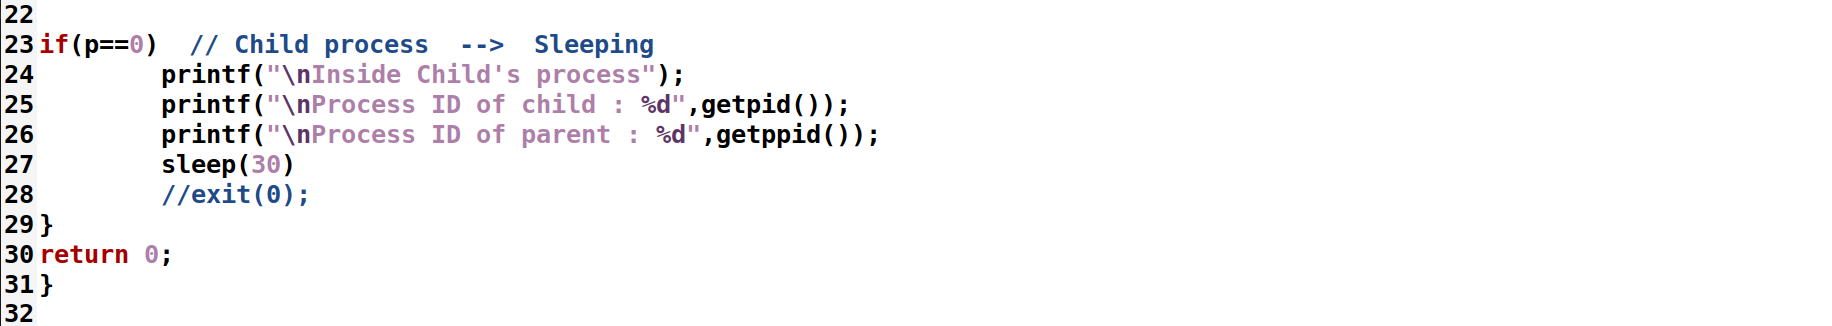 22
23 if(p==0)  // Child process  -->  Sleeping
24         printf("\nInside Child's process");
25         printf("\nProcess ID of child : %d",getpid());
26         printf("\nProcess ID of parent : %d",getppid());
27         sleep(30)
28         //exit(0);
29 }
30 return 0;
31 }
32